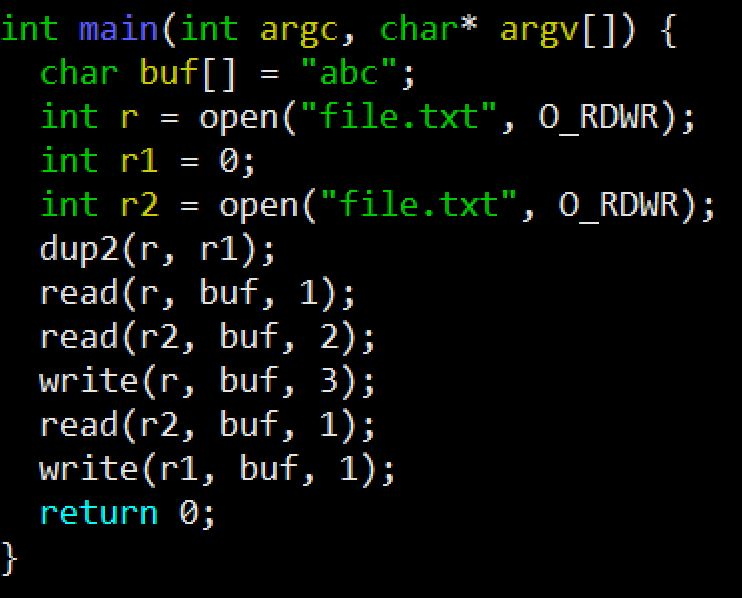 int main(int argc, char* argv[]) {
  char buf[] = "abc";
  int r = open("file.txt", O_RDWR);
  int r1 = 0;
  int r2 = open("file.txt", O_RDWR);
  dup2(r, r1);
  read(r, buf, 1);
  read(r2, buf, 2);
  write(r, buf, 3);
  read(r2, buf, 1);
  write(r1, buf, 1);
  return 0;
}